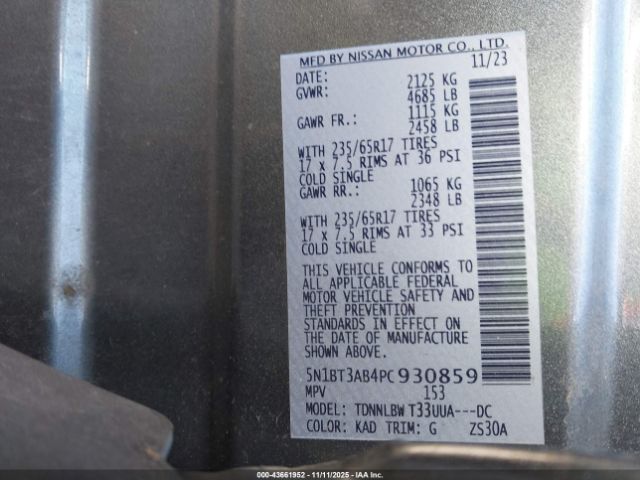 MFD BY NISSAN MOTOR CO., LTD.
DATE: 11/23
GVWR: 2125 KG
4685 LB
GAWR FR.: 1115 KG
2458 LB
WITH 235/65R17 TIRES
17 x 7.5 RIMS AT 36 PSI
COLD SINGLE
GAWR RR.: 1065 KG
2348 LB
WITH 235/65R17 TIRES
17 x 7.5 RIMS AT 33 PSI
COLD SINGLE
THIS VEHICLE CONFORMS TO
ALL APPLICABLE FEDERAL
MOTOR VEHICLE SAFETY AND
THEFT PREVENTION
STANDARDS IN EFFECT ON
THE DATE OF MANUFACTURE
SHOWN ABOVE.
5N1BT3AB4PC930859
MPV 153
MODEL: TDNNLBW T33UUA---DC
COLOR: KAD TRIM: G ZS30A
000-43661952 - 11/11/2025 - IAA, Inc.